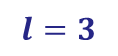 l = 3